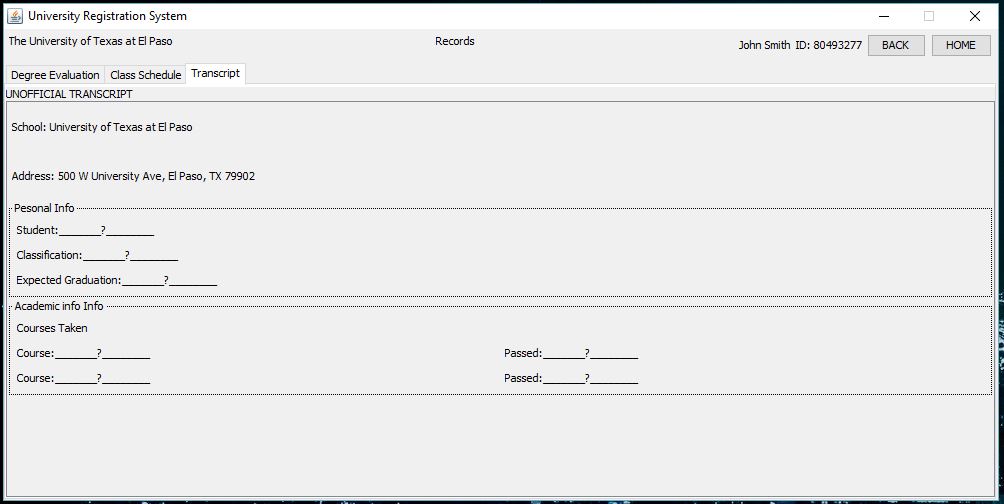 University Registration System
The University of Texas at El Paso Records John Smith ID: 80493277 BACK HOME
Degree Evaluation Class Schedule Transcript
UNOFFICIAL TRANSCRIPT
School: University of Texas at El Paso
Address: 500 W University Ave, El Paso, TX 79902
Pesonal Info
Student:_______?________
Classification:_______?________
Expected Graduation:_______?________
Academic info Info
Courses Taken
Course:_______?________ Passed:_______?________
Course:_______?________ Passed:_______?________